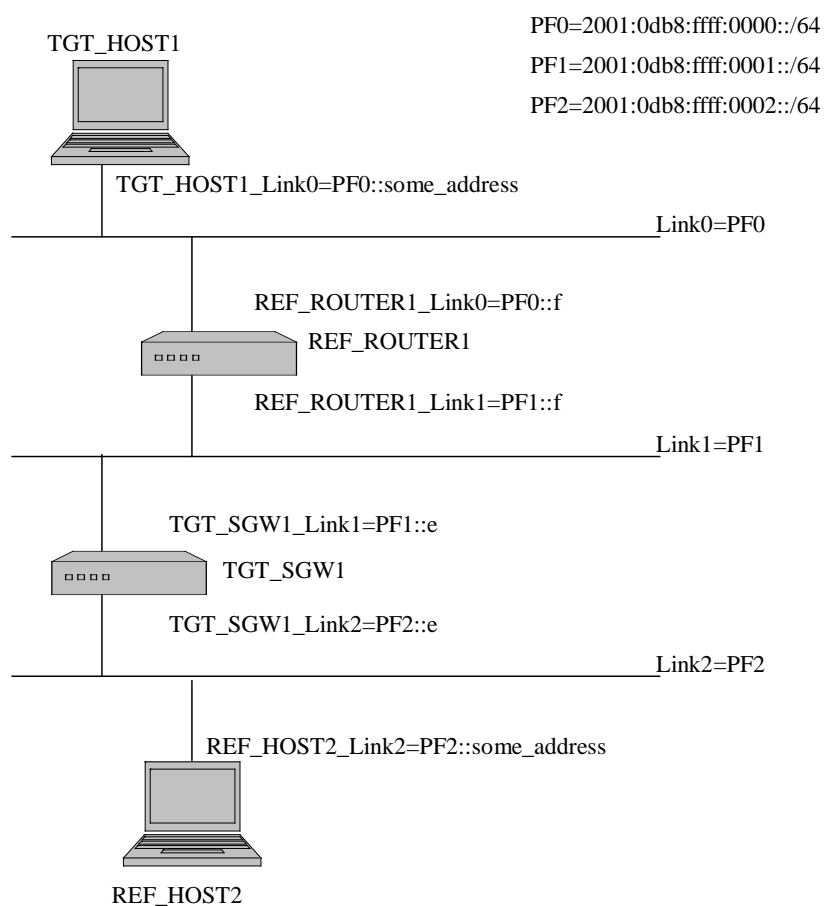 PF0=2001:0db8:ffff:0000::/64
TGT_HOST1
PF1=2001:0db8:ffff:0001::/64
PF2=2001:0db8:ffff:0002::/64
TGT_HOST1_Link0=PF0::some_address
Link0=PF0
REF_ROUTER1_Link0=PF0::f
REF_ROUTER1
REF_ROUTER1_Link1=PF1::f
Link1=PF1
TGT_SGW1_Link1=PF1::e
TGT_SGW1
TGT_SGW1_Link2=PF2::e
Link2=PF2
REF_HOST2_Link2=PF2::some_address
REF_HOST2